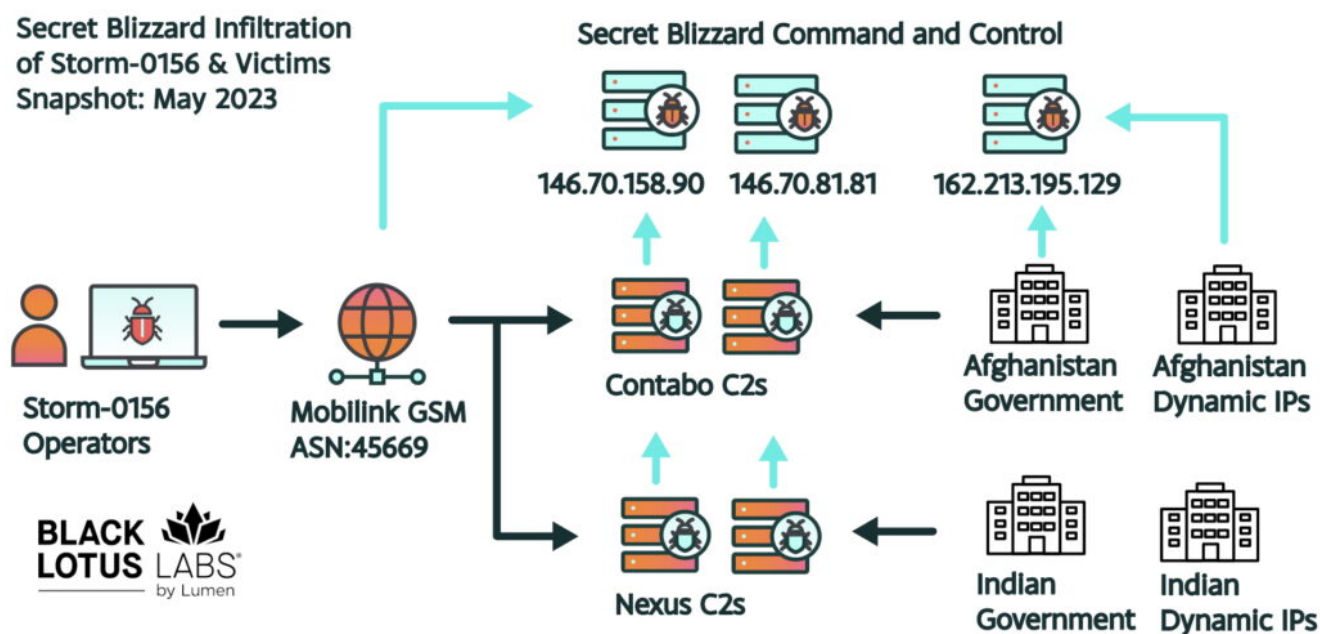 Secret Blizzard Infiltration
of Storm-0156 & Victims
Snapshot: May 2023
Secret Blizzard Command and Control
146.70.158.90
146.70.81.81
162.213.195.129
Storm-0156
Operators
Mobilink GSM
ASN:45669
Contabo C2s
Afghanistan
Government
Afghanistan
Dynamic IPs
Nexus C2s
Indian
Government
Indian
Dynamic IPs
BLACK
LOTUS LABS®
by Lumen